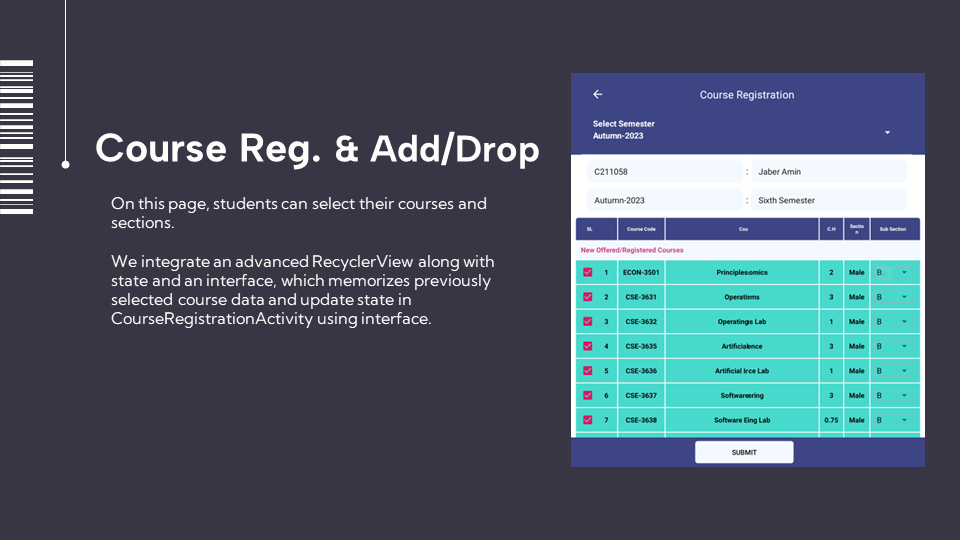 Course Reg. & Add/Drop
On this page, students can select their courses and
sections.
We integrate an advanced RecyclerView along with
state and an interface, which memorizes previously
selected course data and update state in
CourseRegistrationActivity using interface.
Course Registration
Select Semester
Autumn-2023
C211058 : Jaber Amin
Autumn-2023 : Sixth Semester
SL Course Code Cou C.H Sectio n Sub Section
New Offered/Registered Courses
1 ECON-3501 Principlesomics 2 Male B
2 CSE-3631 Operatirms 3 Male B
3 CSE-3632 Operatings Lab 1 Male B
4 CSE-3635 Artificialence 3 Male B
5 CSE-3636 Artificial Irce Lab 1 Male B
6 CSE-3637 Softwareering 3 Male B
7 CSE-3638 Software Eing Lab 0.75 Male B
SUBMIT